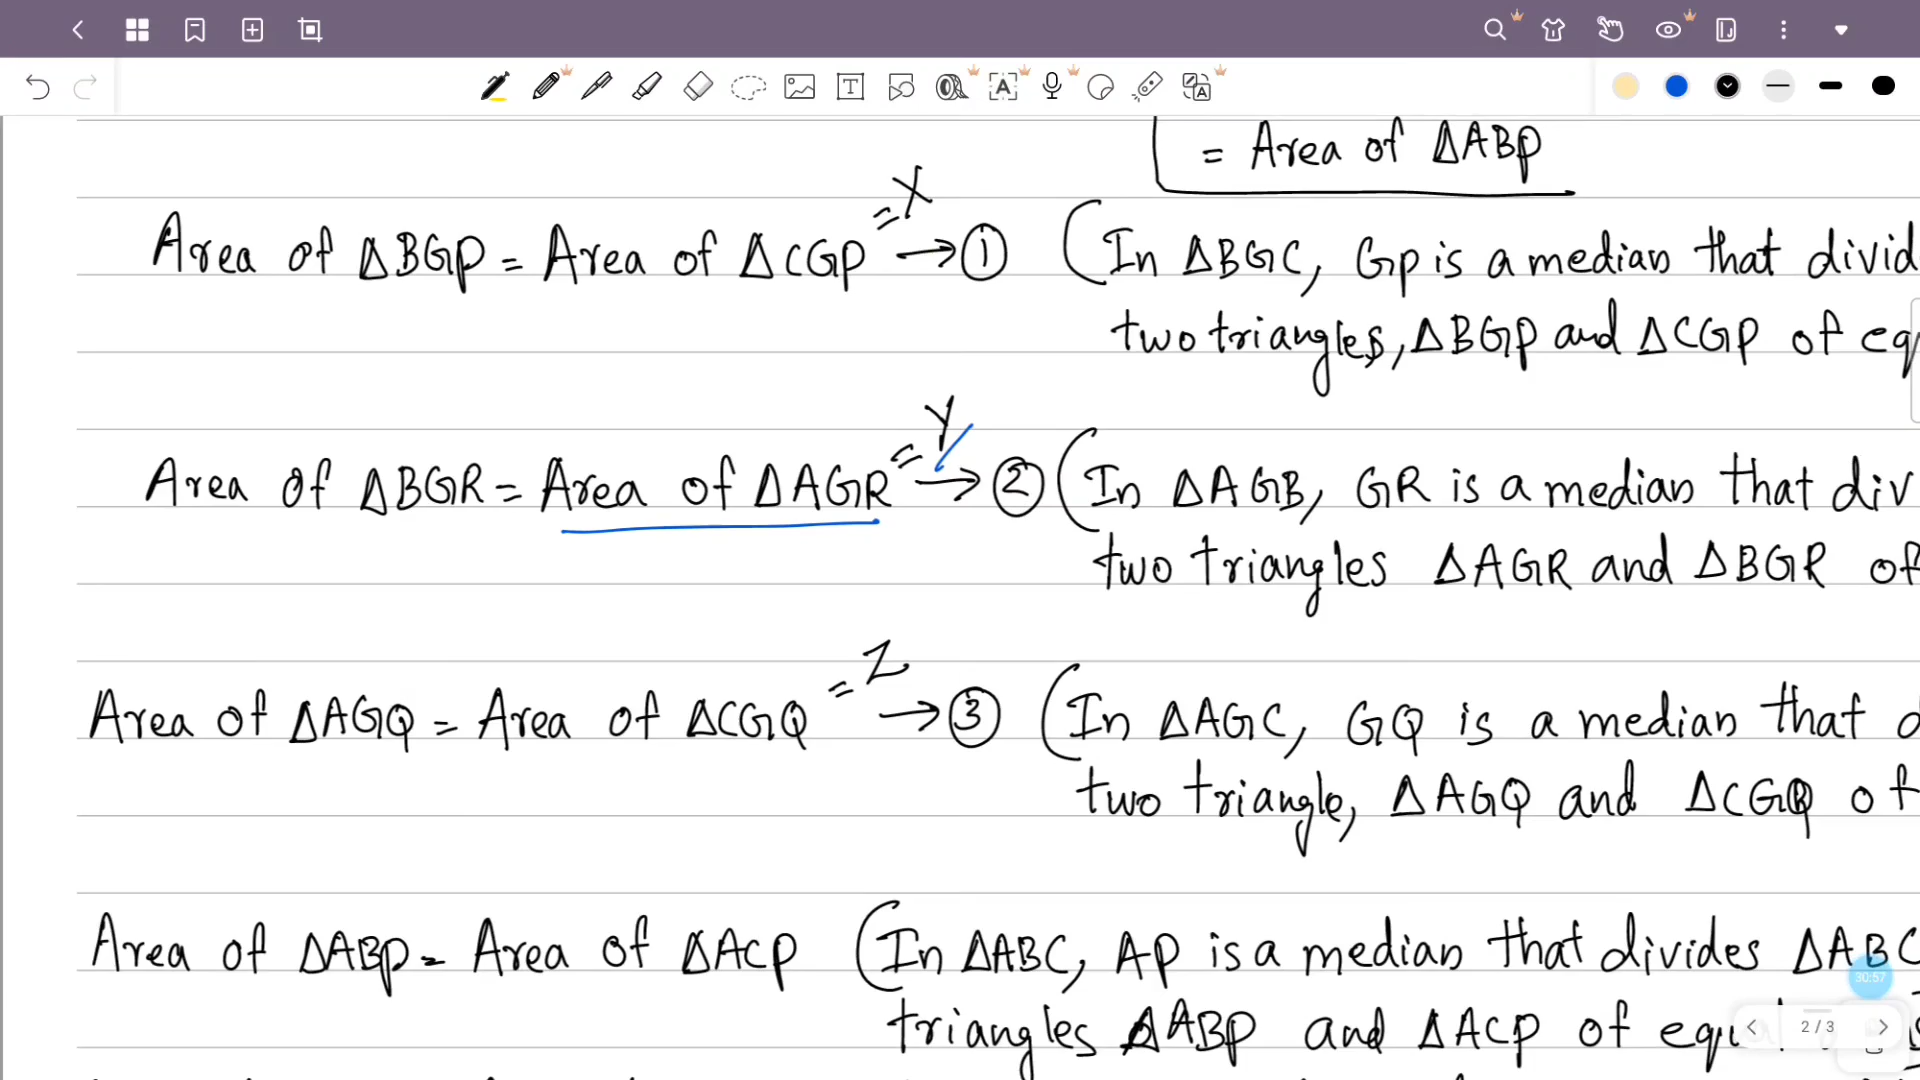 = Area of ΔABP
Area of ΔBGP = Area of ΔCGP = X → ① (In ΔBGC, GP is a median that divid
two triangles, ΔBGP and ΔCGP of eq
Area of ΔBGR = Area of ΔAGR = Y → ② (In ΔAGB, GR is a median that div
two triangles ΔAGR and ΔBGR of
Area of ΔAGQ = Area of ΔCGQ = Z → ③ (In ΔAGC, GQ is a median that d
two triangle, ΔAGQ and ΔCGQ of
Area of ΔABP = Area of ΔACP (In ΔABC, AP is a median that divides ΔABC
30:57
triangles ΔABP and ΔACP of equ
2 / 3